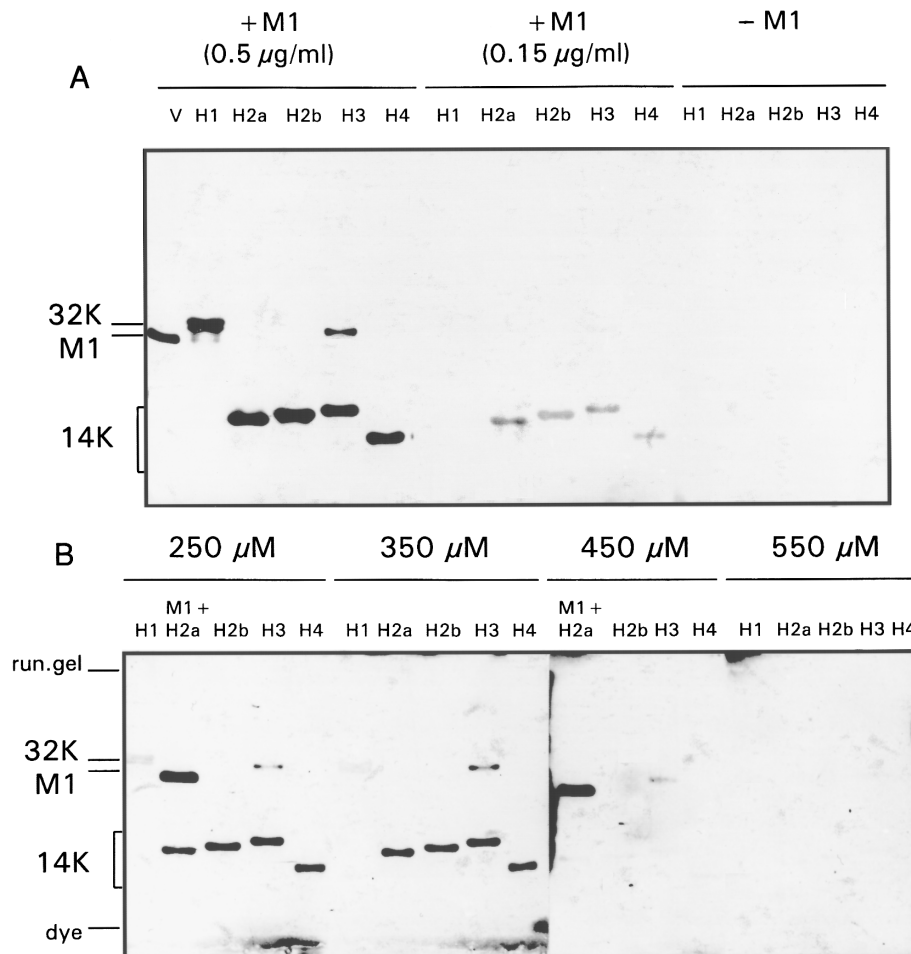 + M1 + M1 – M1
(0.5 µg/ml) (0.15 µg/ml)
A
V H1 H2a H2b H3 H4 H1 H2a H2b H3 H4 H1 H2a H2b H3 H4
32K
M1
14K
B 250 µM 350 µM 450 µM 550 µM
M1 + M1 +
H1 H2a H2b H3 H4 H1 H2a H2b H3 H4 H2a H2b H3 H4 H1 H2a H2b H3 H4
run.gel
32K
M1
14K
dye